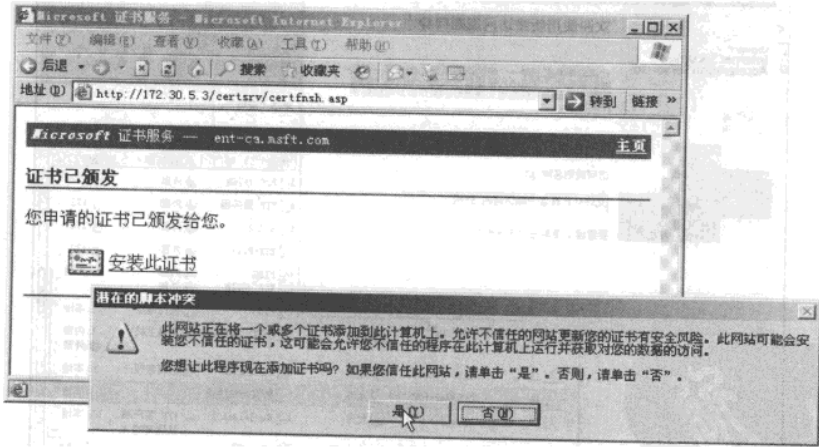 Microsoft 证书服务 - Microsoft Internet Explorer
文件(F) 编辑(E) 查看(V) 收藏(A) 工具(T) 帮助(H)
后退 搜索 收藏夹
地址(D) http://172.30.5.3/certsrv/certfnsh.asp 转到 链接 »
Microsoft 证书服务 — ent-ca.msft.com 主页
证书已颁发
您申请的证书已颁发给您。
安装此证书
潜在的脚本冲突
此网站正在将一个或多个证书添加到此计算机上。允许不信任的网站更新您的证书有安全风险。此网站可能会安
装您不信任的证书，这可能会允许您不信任的程序在此计算机上运行并获取对您的数据的访问。
您想让此程序现在添加证书吗? 如果您信任此网站，请单击“是”。否则，请单击“否”。
是(Y) 否(N)